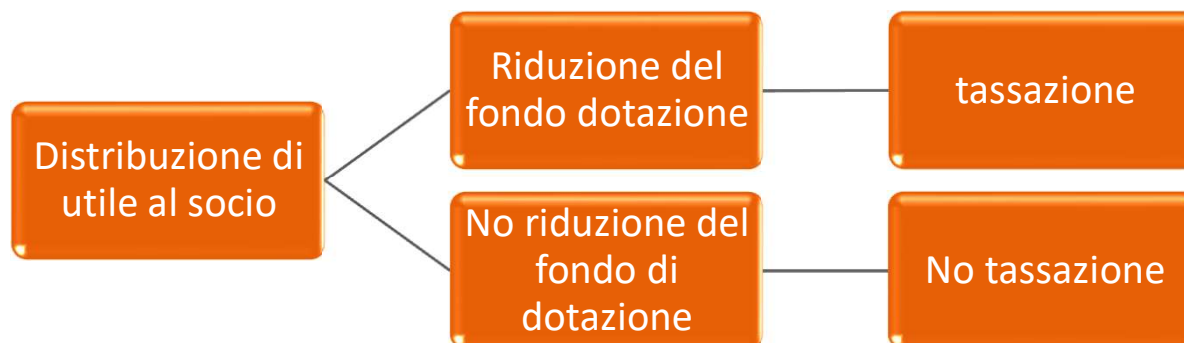 Distribuzione di
utile al socio
Riduzione del
fondo dotazione
tassazione
No riduzione del
fondo di
dotazione
No tassazione